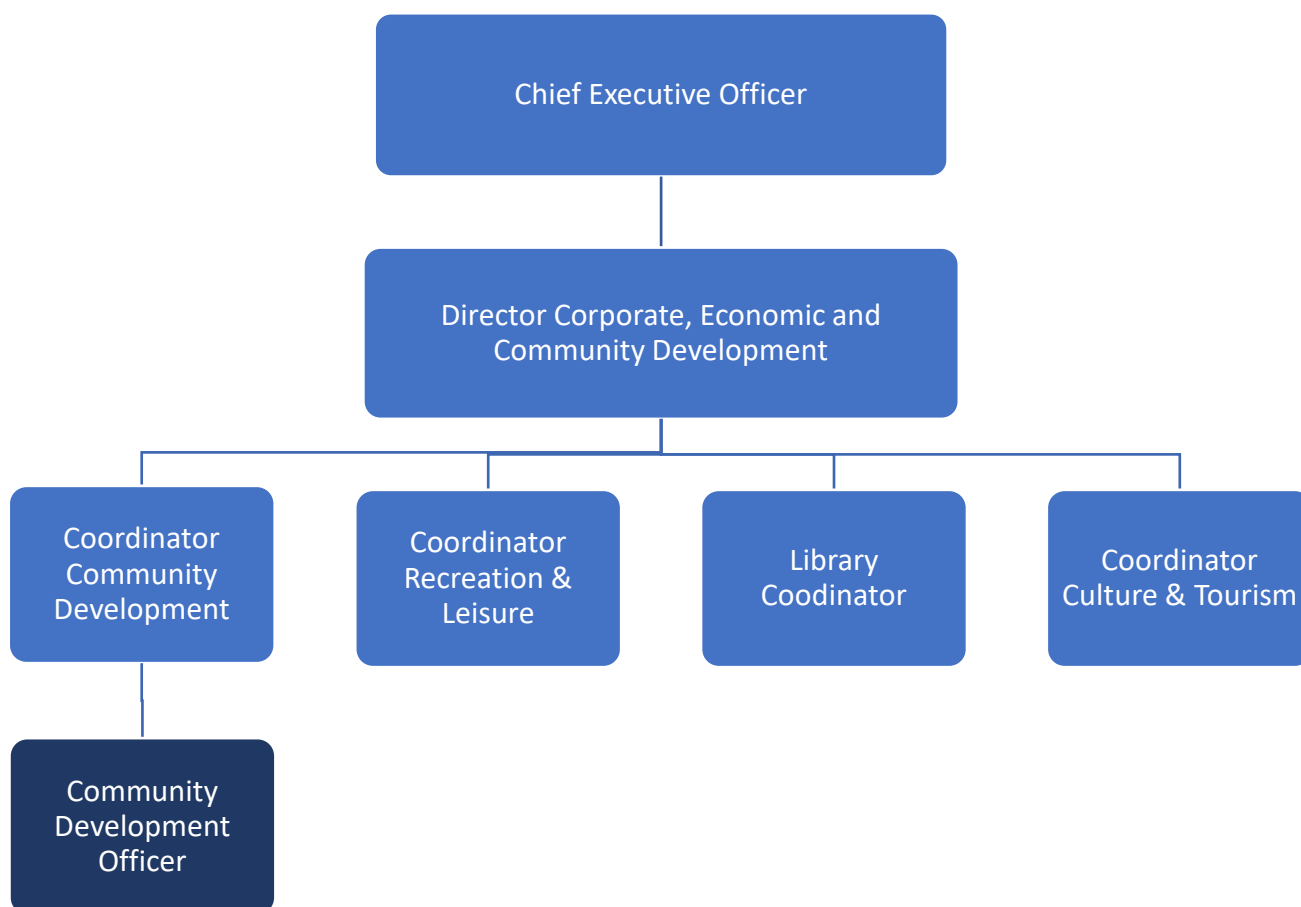 Chief Executive Officer
Director Corporate, Economic and
Community Development
Coordinator
Community
Development
Coordinator
Recreation &
Leisure
Library
Coodinator
Coordinator
Culture & Tourism
Community
Development
Officer